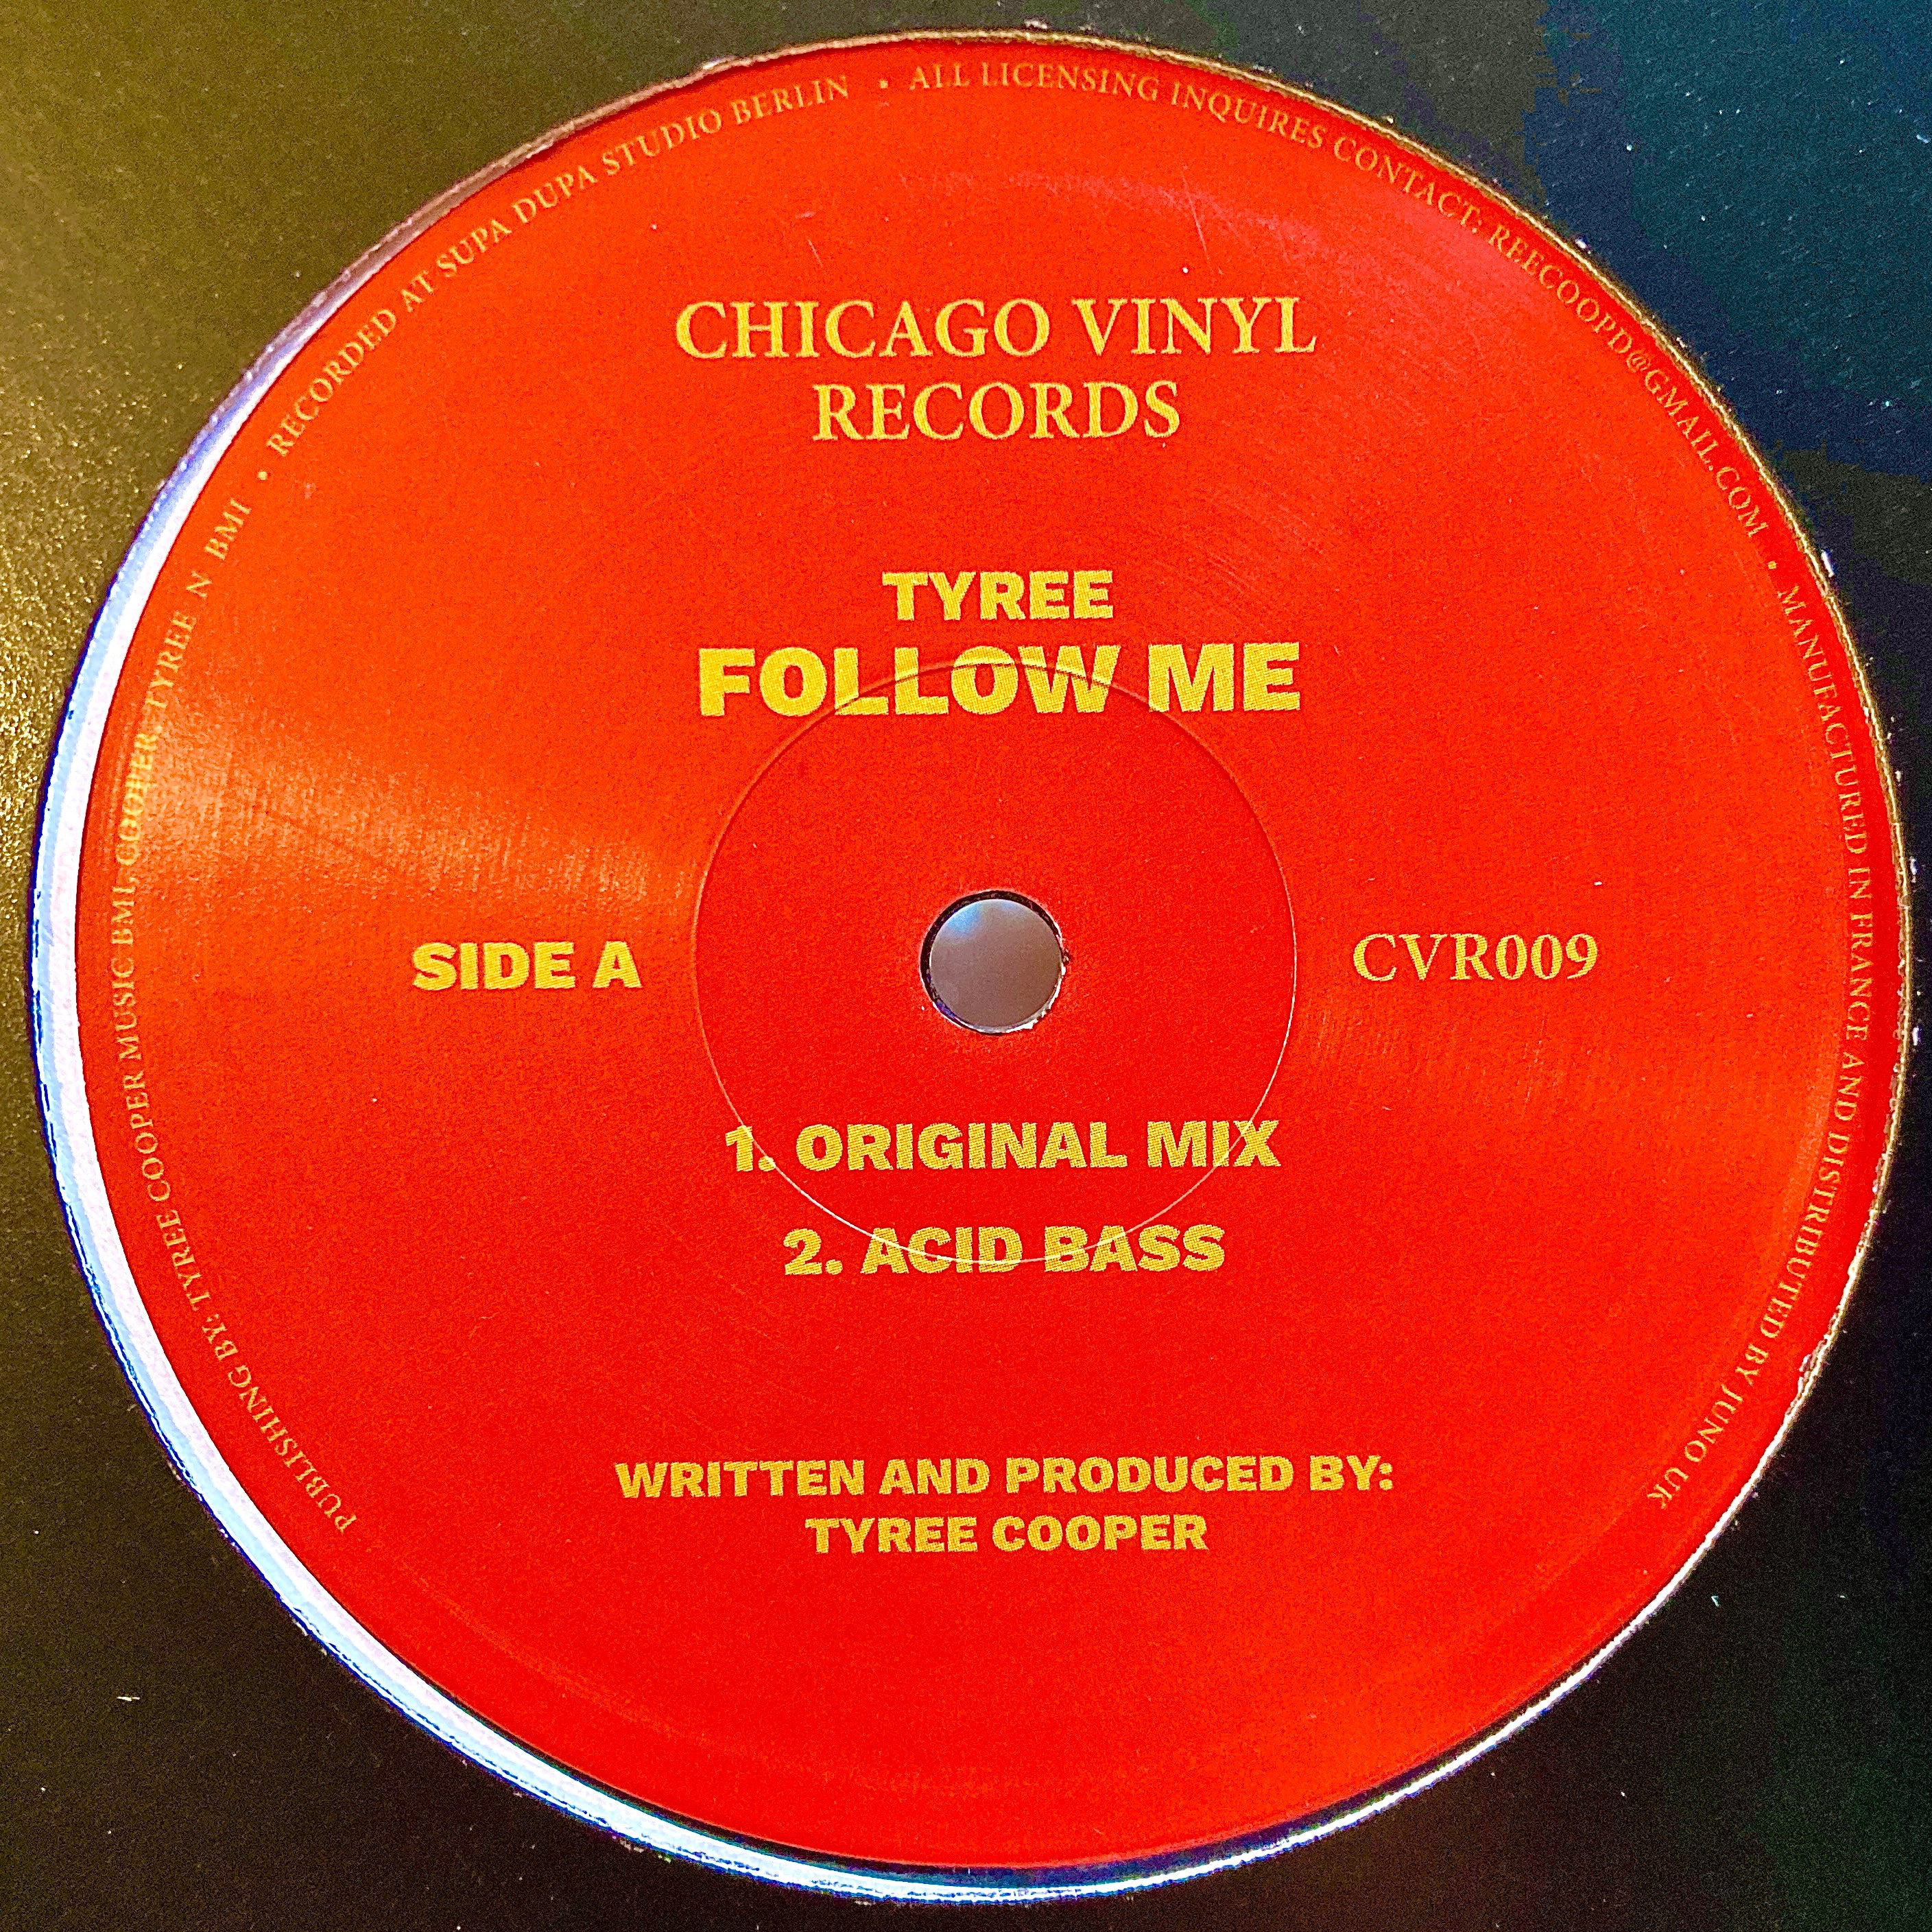 CHICAGO VINYL
RECORDS
TYREE
FOLLOW ME
SIDE A
CVR009
1. ORIGINAL MIX
2. ACID BASS
WRITTEN AND PRODUCED BY:
TYREE COOPER
PUBLISHING BY: TYREE COOPER MUSIC BMI, COOPER TYREE N BMI • RECORDED AT SUPA DUPA STUDIO BERLIN • ALL LICENSING INQUIRES CONTACT: REECOOPD@GMAIL.COM • MANUFACTURED IN FRANCE AND DISTRIBUTED BY JUNO UK